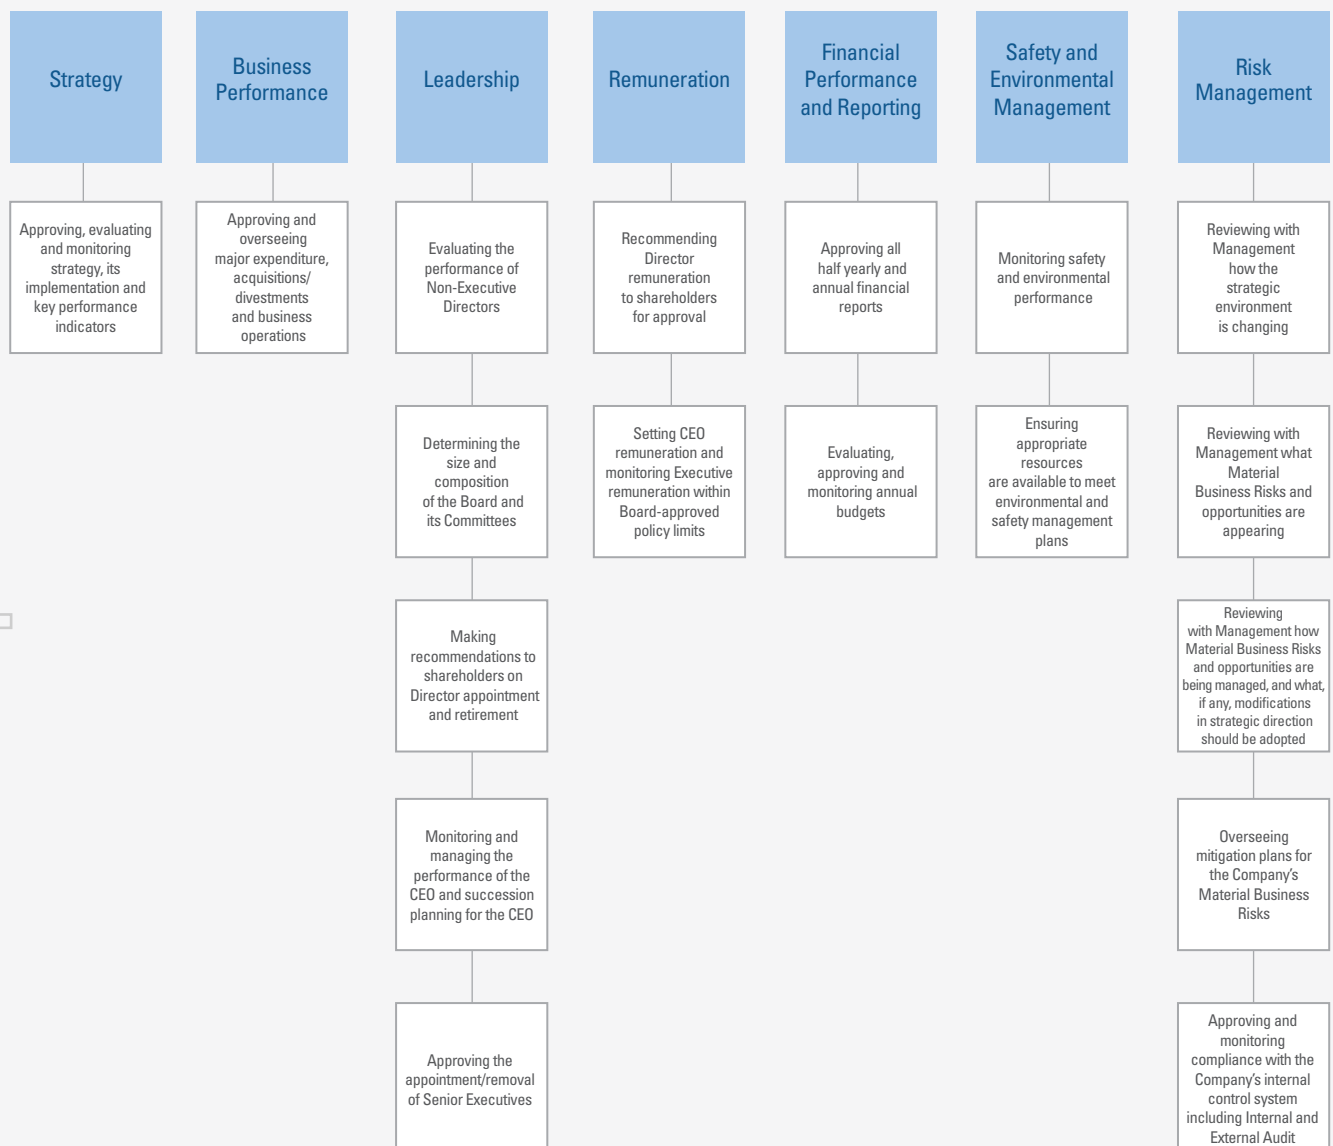 Strategy
Business
Performance
Leadership
Remuneration
Financial
Performance
and Reporting
Safety and
Environmental
Management
Risk
Management
Approving, evaluating
and monitoring
strategy, its
implementation and
key performance
indicators
Approving and
overseeing
major expenditure,
acquisitions/
divestments
and business
operations
Evaluating the
performance of
Non-Executive
Directors
Recommending
Director
remuneration
to shareholders
for approval
Approving all
half yearly and
annual financial
reports
Monitoring safety
and environmental
performance
Reviewing with
Management
how the
strategic
environment
is changing
Determining the
size and
composition
of the Board and
its Committees
Setting CEO
remuneration and
monitoring Executive
remuneration within
Board-approved
policy limits
Evaluating,
approving and
monitoring annual
budgets
Ensuring
appropriate
resources
are available to meet
environmental and
safety management
plans
Reviewing with
Management what
Material
Business Risks and
opportunities are
appearing
Making
recommendations to
shareholders on
Director appointment
and retirement
Reviewing
with Management how
Material Business Risks
and opportunities are
being managed, and what,
if any, modifications
in strategic direction
should be adopted
Monitoring and
managing the
performance of the
CEO and succession
planning for the CEO
Overseeing
mitigation plans for
the Company's
Material Business
Risks
Approving the
appointment/removal
of Senior Executives
Approving and
monitoring
compliance with the
Company's internal
control system
including Internal and
External Audit